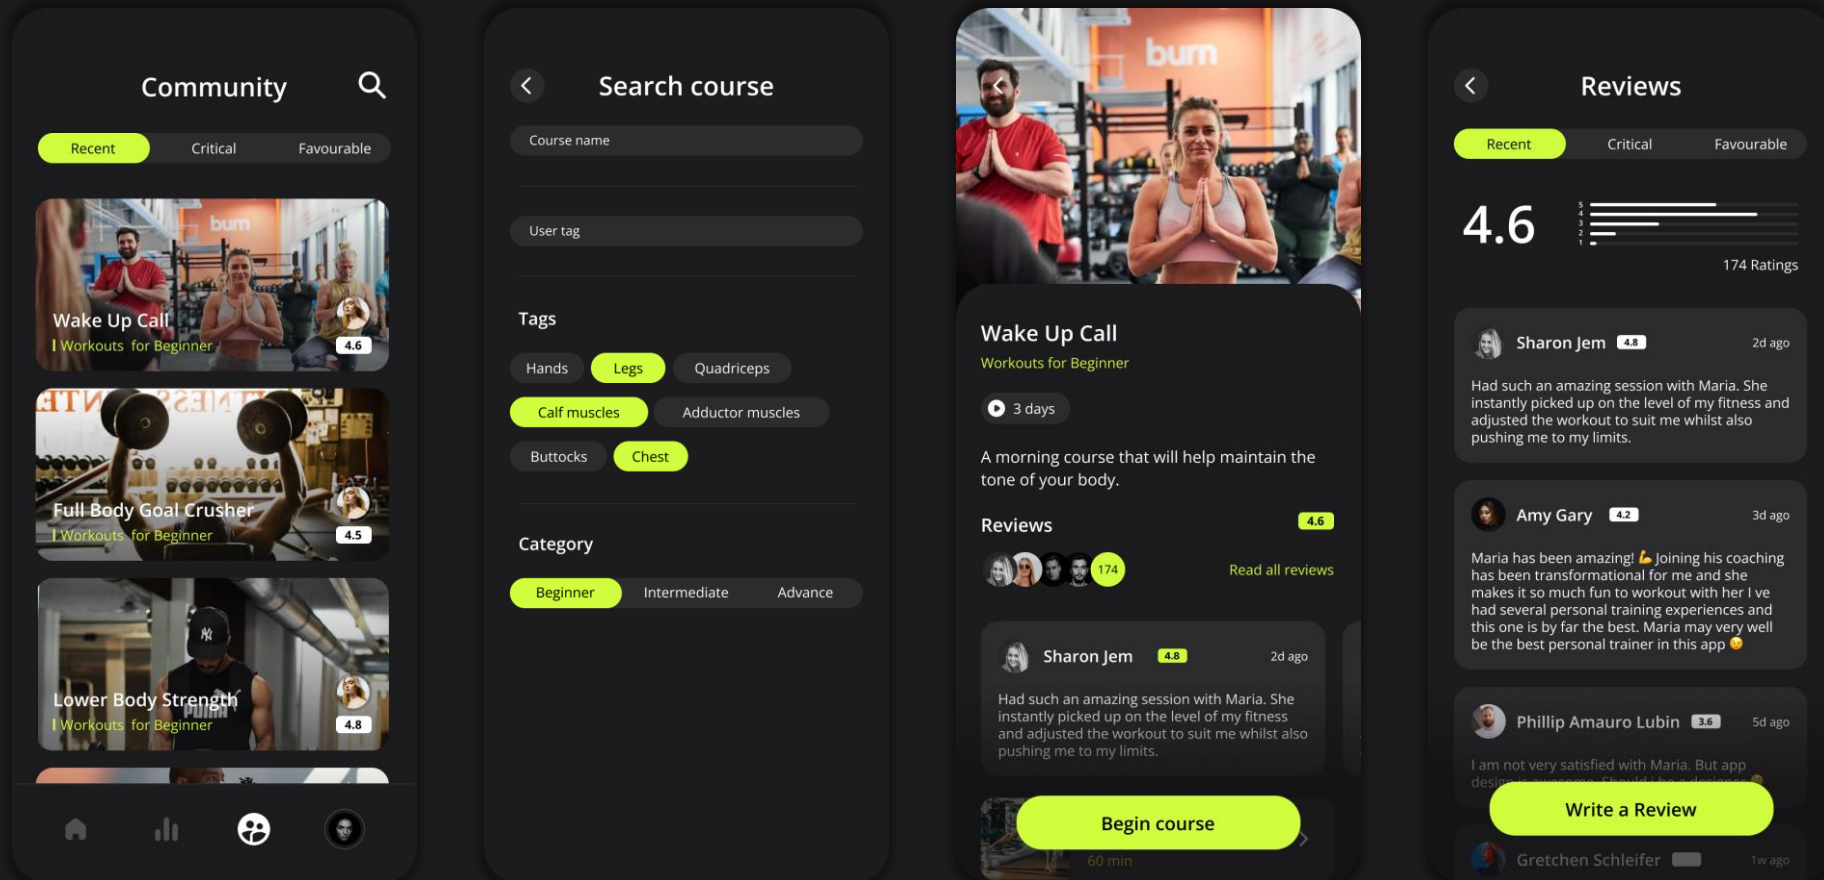 Community
Recent Critical Favourable
burn
Wake Up Call
Workouts for Beginner
4.6
Full Body Goal Crusher
Workouts for Beginner
4.5
Lower Body Strength
PUMA
Workouts for Beginner
4.8
Search course
Course name
User tag
Tags
Hands Legs Quadriceps
Calf muscles Adductor muscles
Buttocks Chest
Category
Beginner Intermediate Advance
burn
Wake Up Call
Workouts for Beginner
3 days
A morning course that will help maintain the
tone of your body.
Reviews 4.6
174 Read all reviews
Sharon Jem 4.8 2d ago
Had such an amazing session with Maria. She
instantly picked up on the level of my fitness
and adjusted the workout to suit me whilst also
pushing me to my limits.
Begin course
60 min
Reviews
Recent Critical Favourable
4.6
5
4
3
2
1
174 Ratings
Sharon Jem 4.8 2d ago
Had such an amazing session with Maria. She
instantly picked up on the level of my fitness and
adjusted the workout to suit me whilst also
pushing me to my limits.
Amy Gary 4.2 3d ago
Maria has been amazing! 💪 Joining his coaching
has been transformational for me and she
makes it so much fun to workout with her I ve
had several personal training experiences and
this one is by far the best. Maria may very well
be the best personal trainer in this app 😉
Phillip Amauro Lubin 3.6 5d ago
I am not very satisfied with Maria. But app
design is awesome. Should i be a designer
Write a Review
Gretchen Schleifer 1w ago